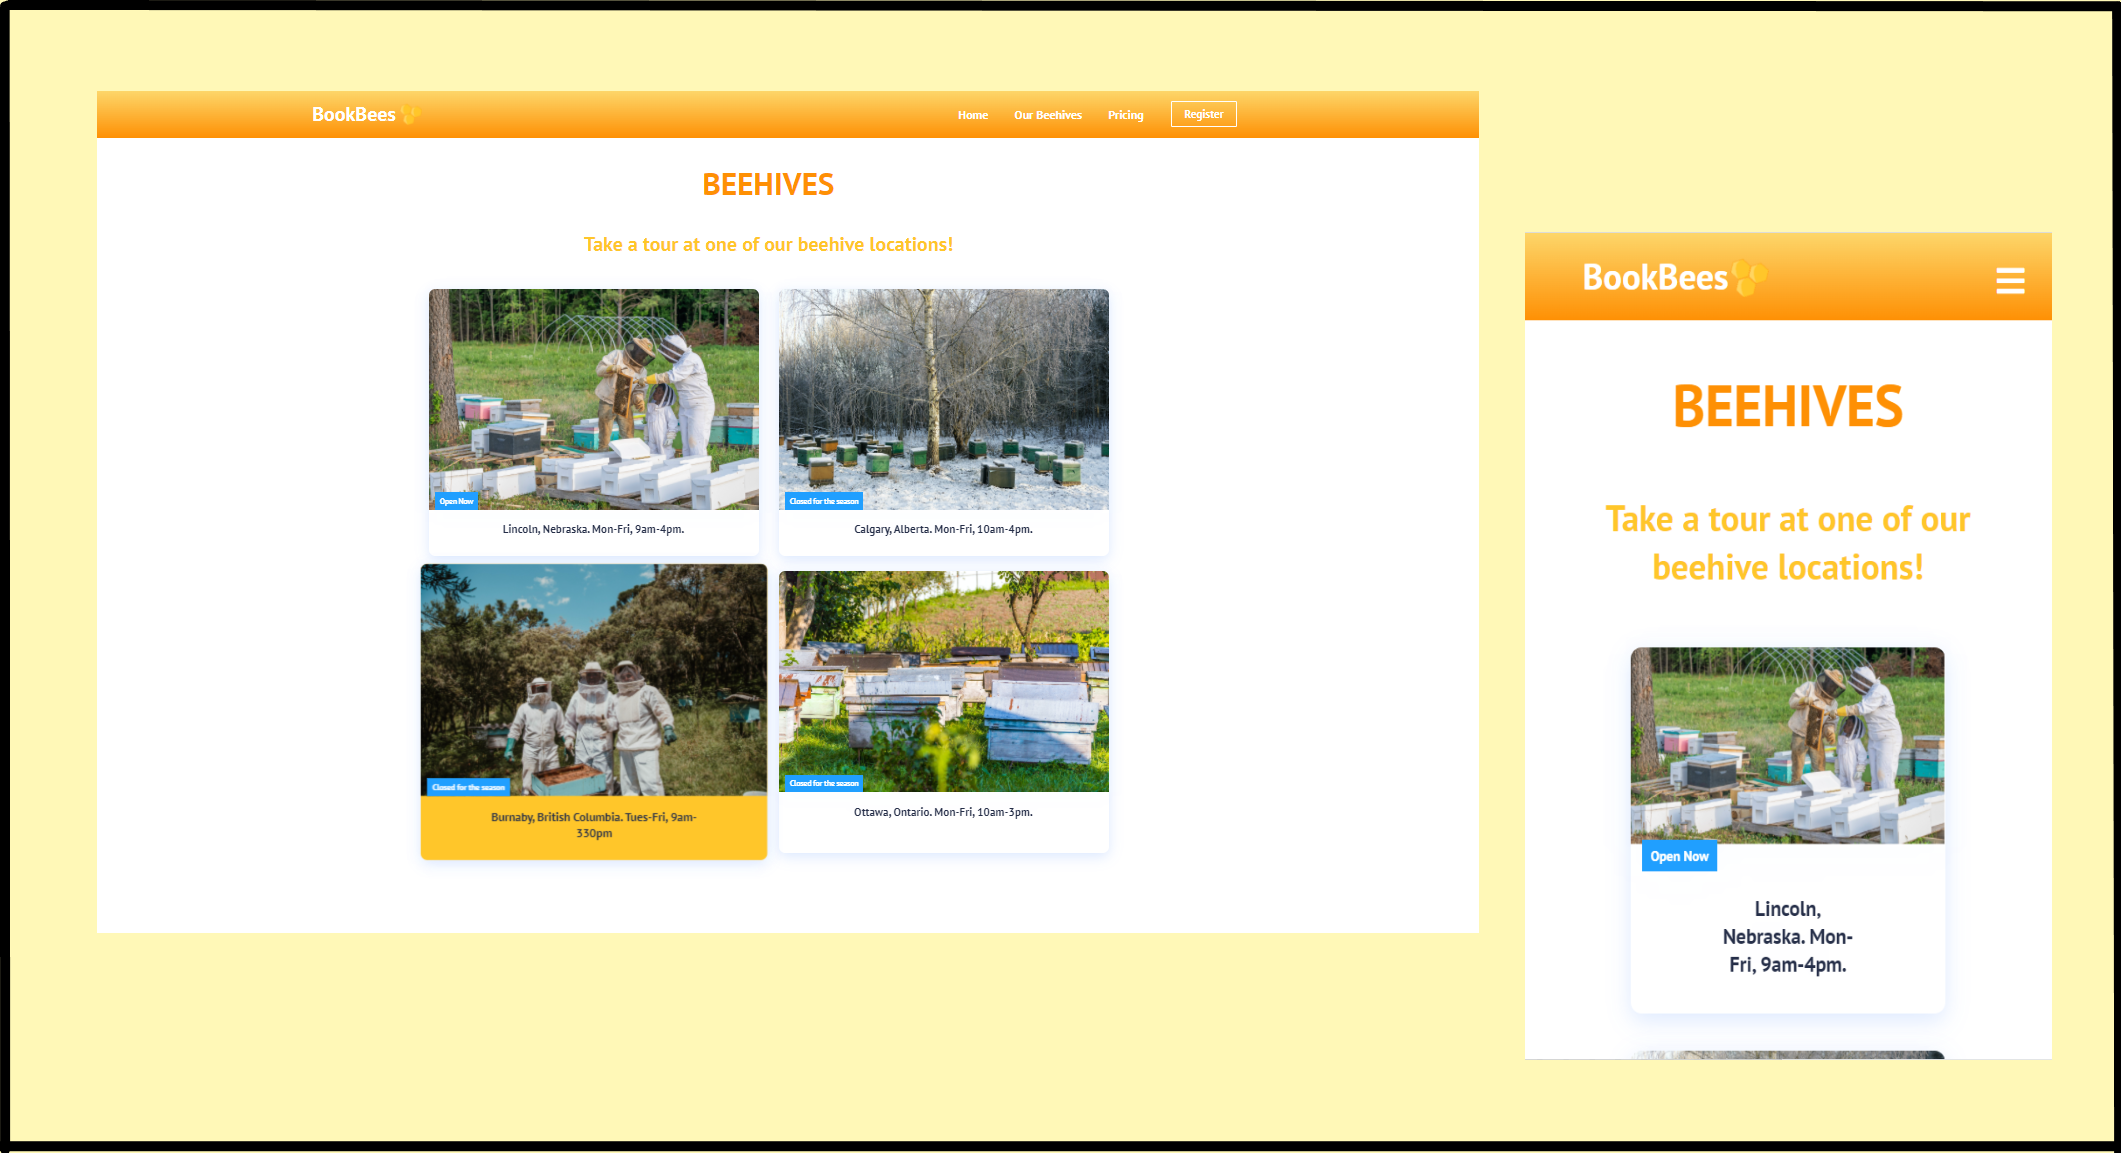 BookBees
Home
Our Beehives
Pricing
Register
BEEHIVES
Take a tour at one of our beehive locations!
Open Now
Lincoln, Nebraska. Mon-Fri, 9am-4pm.
Closed for the season
Calgary, Alberta. Mon-Fri, 10am-4pm.
Closed for the season
Burnaby, British Columbia. Tues-Fri, 9am-
330pm
Closed for the season
Ottawa, Ontario. Mon-Fri, 10am-3pm.
BookBees
BEEHIVES
Take a tour at one of our
beehive locations!
Open Now
Lincoln,
Nebraska. Mon-
Fri, 9am-4pm.